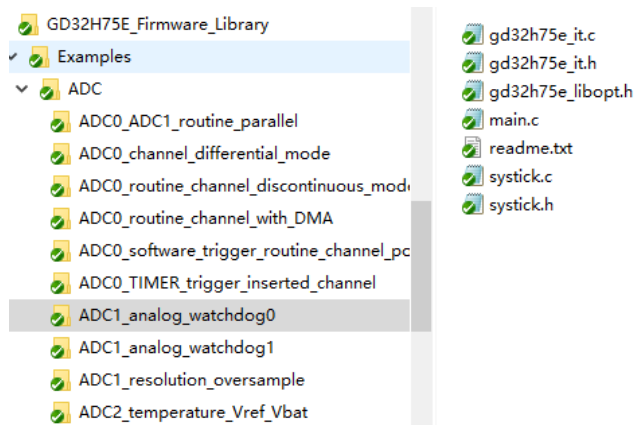 GD32H75E_Firmware_Library
Examples
ADC
ADC0_ADC1_routine_parallel
ADC0_channel_differential_mode
ADC0_routine_channel_discontinuous_mod
ADC0_routine_channel_with_DMA
ADC0_software_trigger_routine_channel_pc
ADC0_TIMER_trigger_inserted_channel
ADC1_analog_watchdog0
ADC1_analog_watchdog1
ADC1_resolution_oversample
ADC2_temperature_Vref_Vbat
gd32h75e_it.c
gd32h75e_it.h
gd32h75e_libopt.h
main.c
readme.txt
systick.c
systick.h